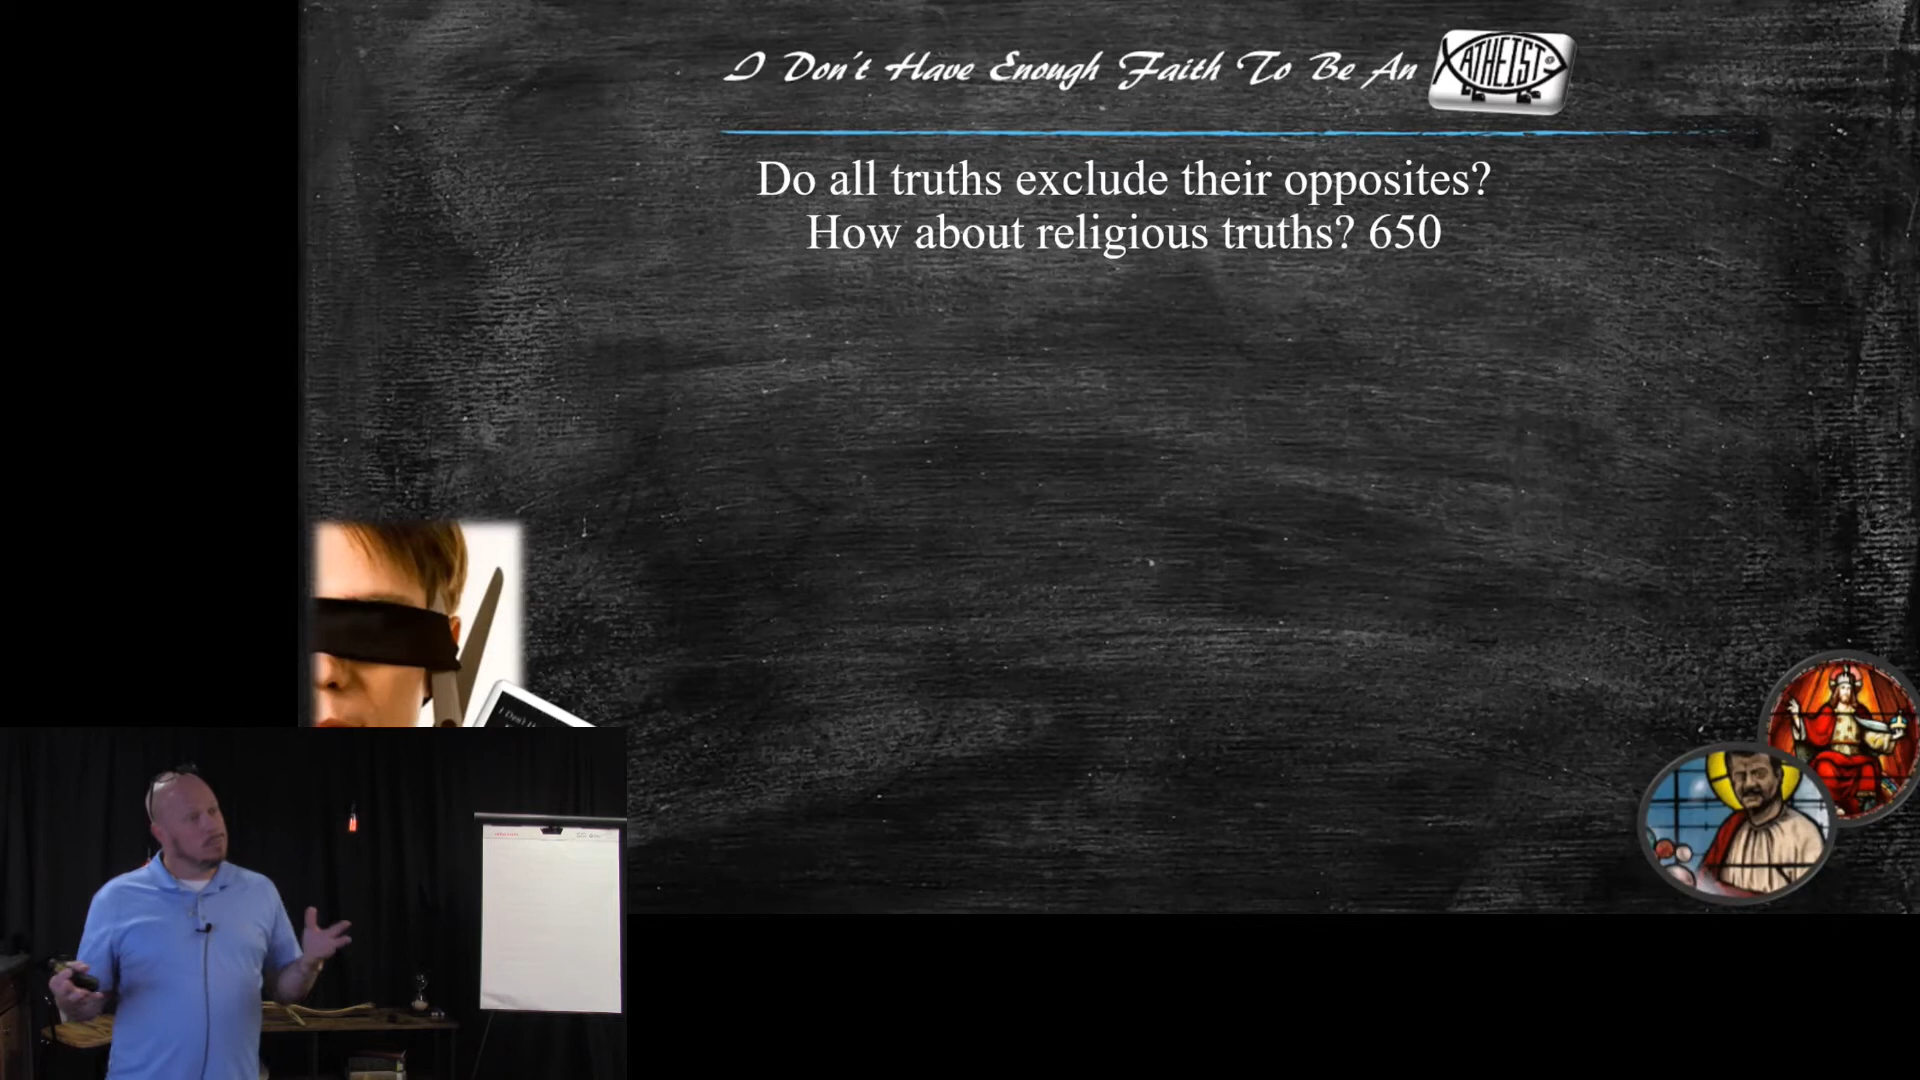 I Don't Have Enough Faith To Be An ATHEIST
Do all truths exclude their opposites?
How about religious truths? 650
I Don't